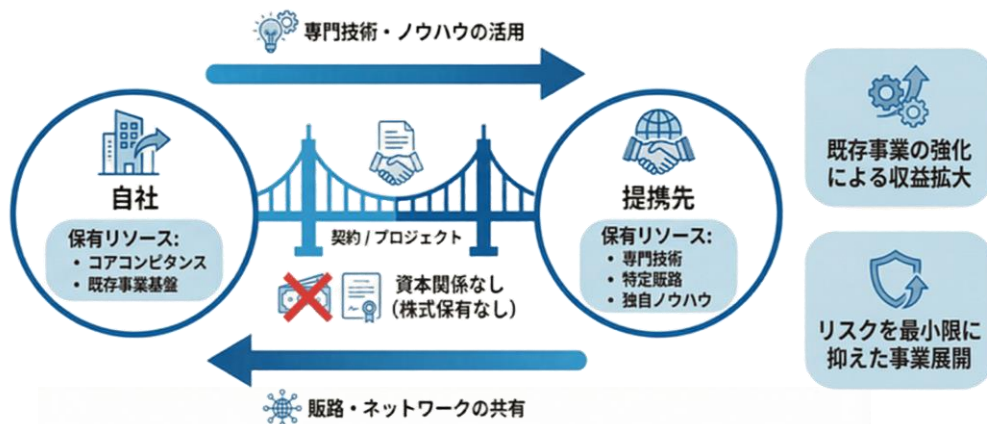 専門技術・ノウハウの活用
自社
保有リソース:
• コアコンピタンス
• 既存事業基盤
契約 / プロジェクト
資本関係なし
（株式保有なし）
提携先
保有リソース:
• 専門技術
• 特定販路
• 独自ノウハウ
販路・ネットワークの共有
既存事業の強化
による収益拡大
リスクを最小限に
抑えた事業展開